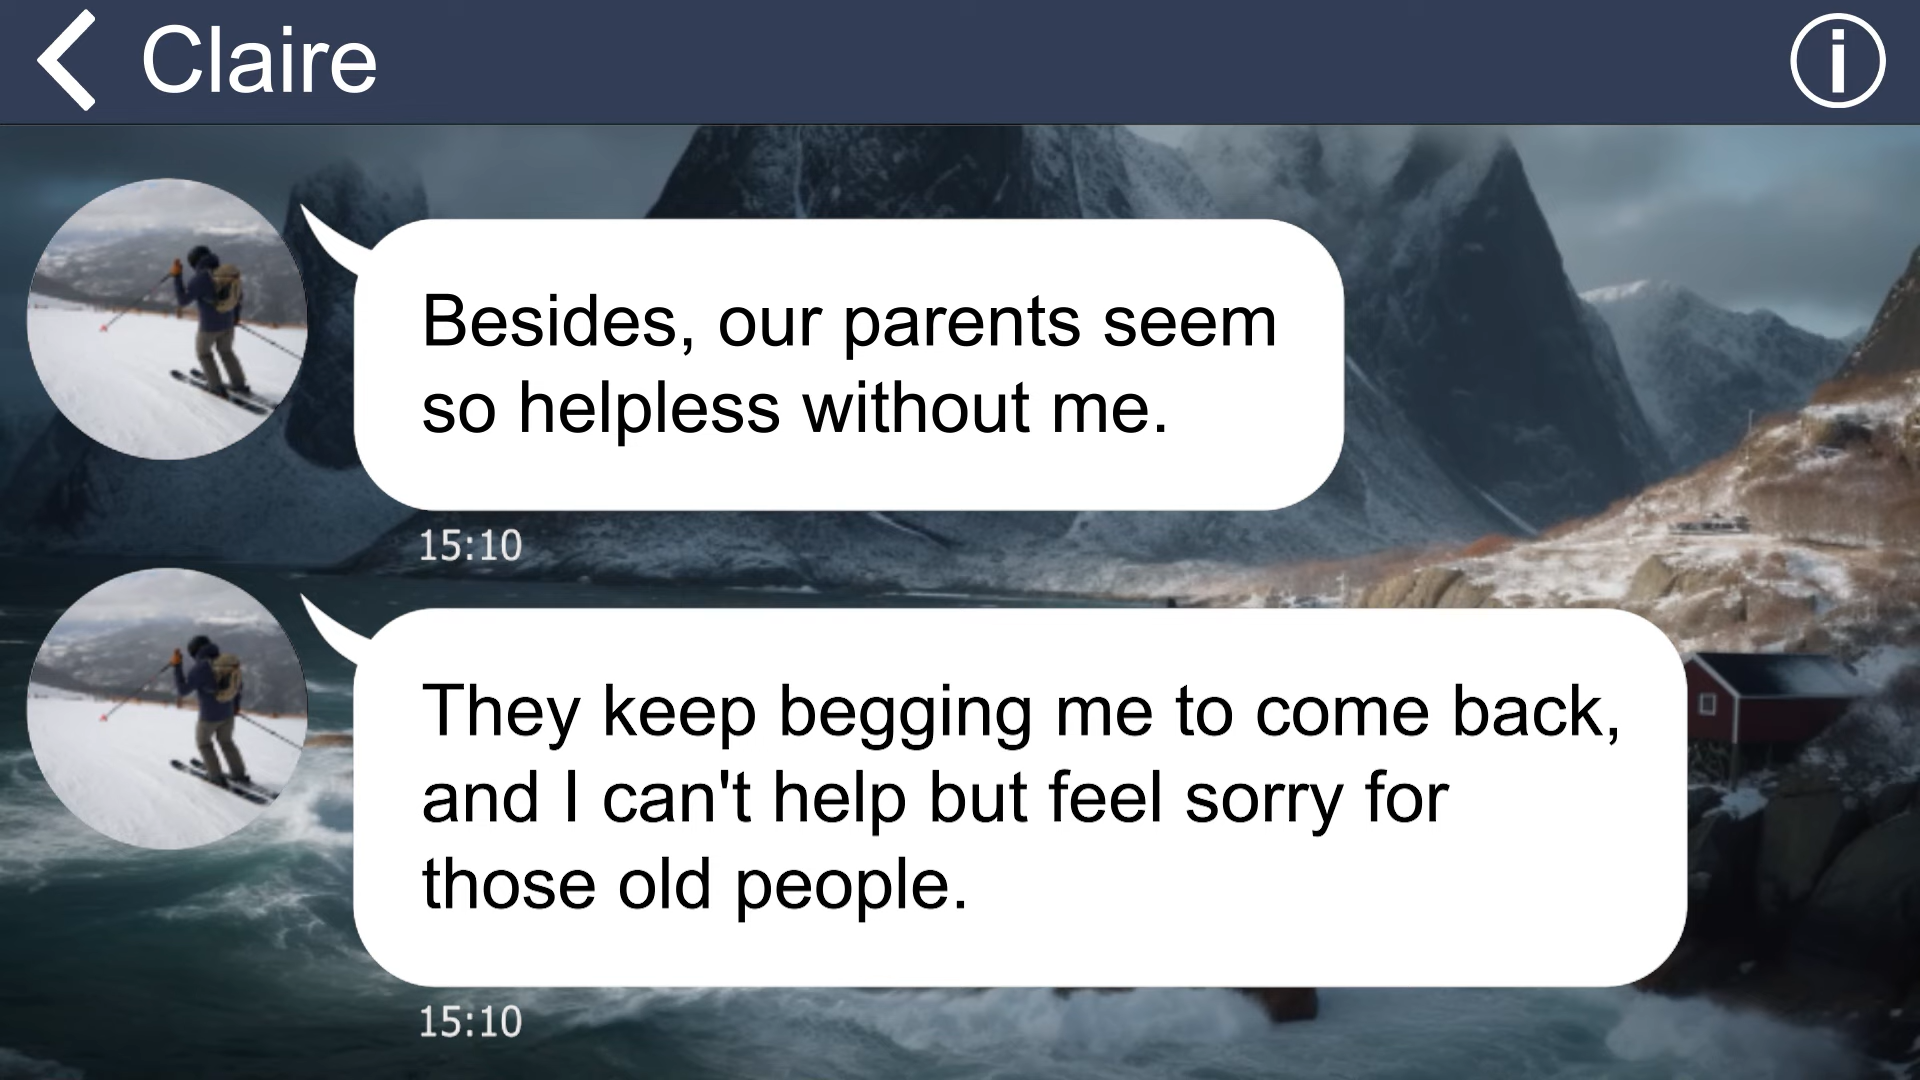 Claire
Besides, our parents seem
so helpless without me.
15:10
They keep begging me to come back,
and I can't help but feel sorry for
those old people.
15:10